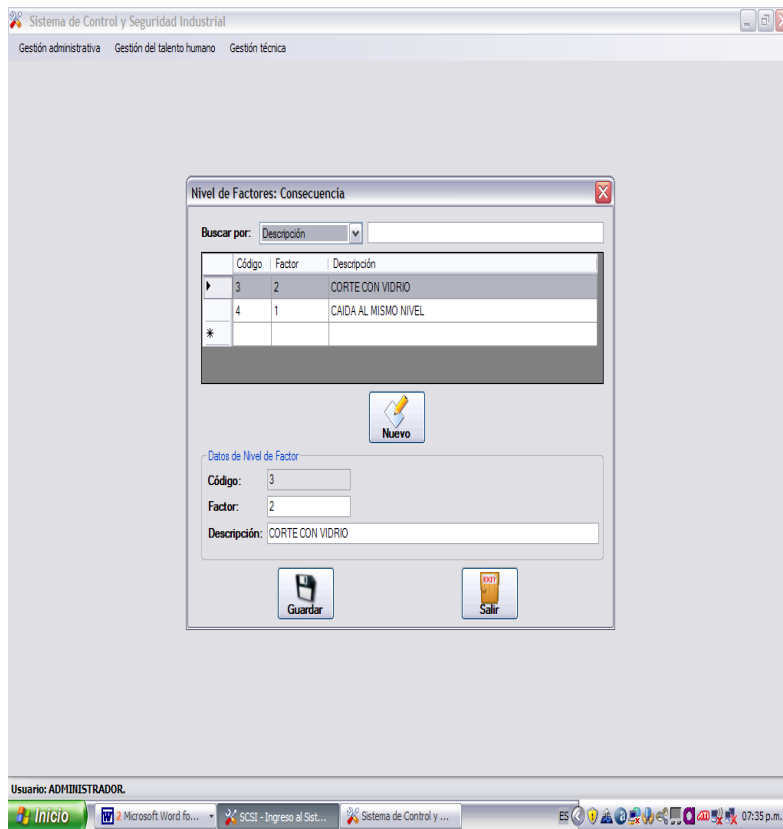 Sistema de Control y Seguridad Industrial
Gestión administrativa Gestión del talento humano Gestión técnica
Nivel de Factores: Consecuencia
Buscar por: Descripción
Código Factor Descripción
3 2 CORTE CON VIDRIO
4 1 CAIDA AL MISMO NIVEL
Nuevo
Datos de Nivel de Factor
Código: 3
Factor: 2
Descripción: CORTE CON VIDRIO
EXIT
Guardar Salir
Usuario: ADMINISTRADOR.
Inicio 2 Microsoft Word fo... SCSI - Ingreso al Sist... Sistema de Control y ... ES 07:35 p.m.